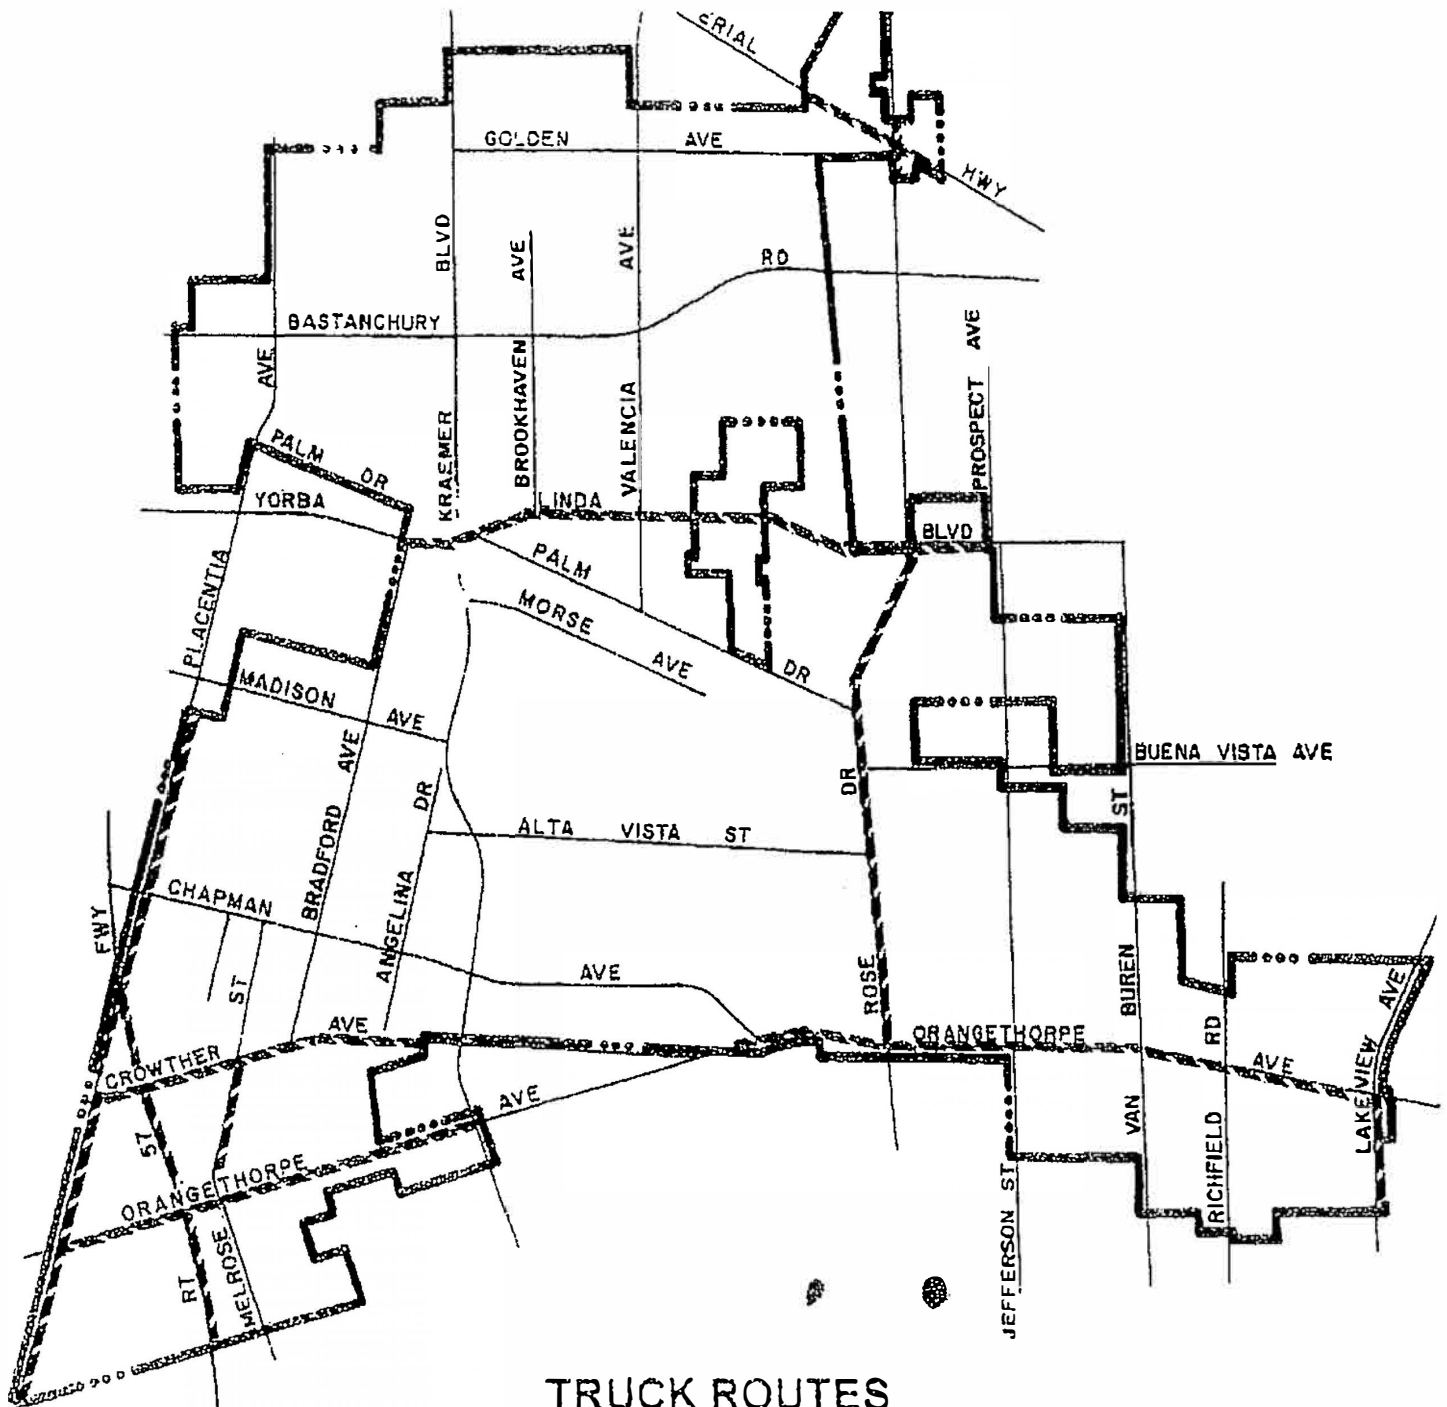 ERIAL
HWY
GOLDEN AVE
BLVD
AVE
AVE
RD
BASTANCHURY
AVE
KRAEMER
BROOKHAVEN
VALENCIA
PROSPECT AVE
PALM DR
YORBA
LINDA
BLVD
PALM
DR
MORSE
AVE
PLACENTIA
MADISON
AVE
BUENA VISTA AVE
ST
DR
AVE
BRADFORD
DR
ANGELINA
ALTA VISTA ST
CHAPMAN
AVE
FWY
ST
ROSE
BUREN
VAN
RD
RICHFIELD
AVE
LAKEVIEW
CROWTHER
AVE
ORANGETHORPE
AVE
57
RT
ORANGETHORPE
AVE
MELROSE
JEFFERSON ST
TRUCK ROUTES